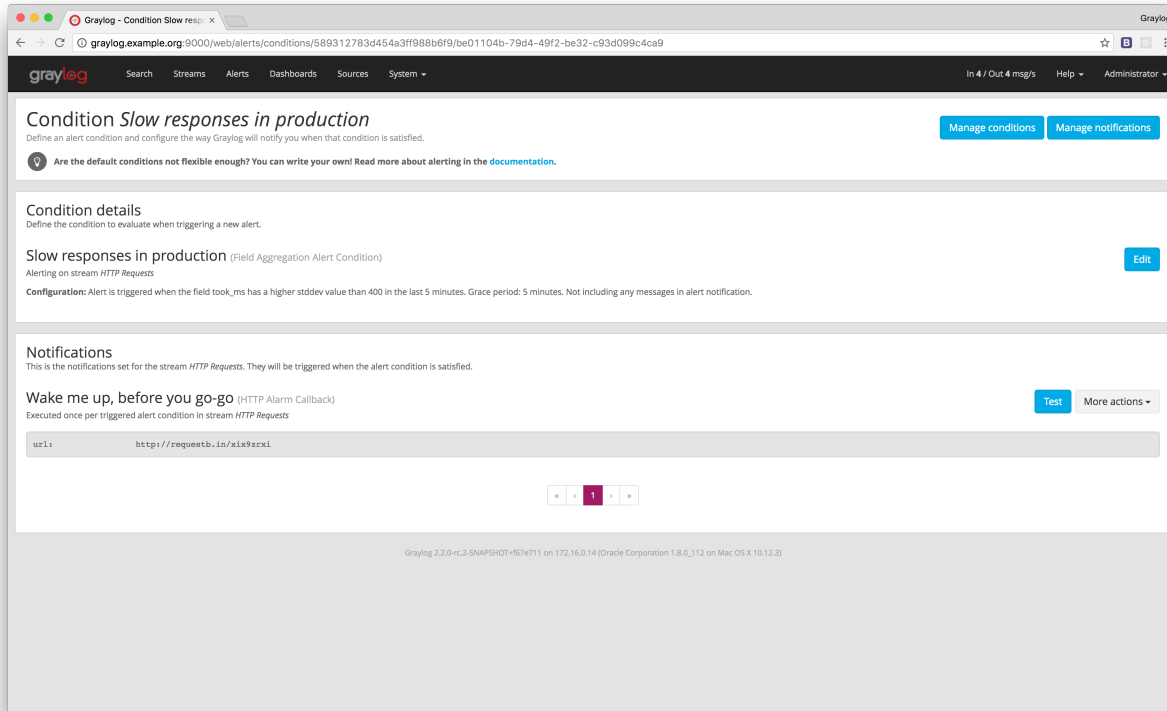 Graylog - Condition Slow respo ×
Graylog
graylog.example.org:9000/web/alerts/conditions/589312783d454a3ff988b6f9/be01104b-79d4-49f2-be32-c93d099c4ca9
B
graylog Search Streams Alerts Dashboards Sources System In 4 / Out 4 msg/s Help Administrator
Condition Slow responses in production
Manage conditions Manage notifications
Define an alert condition and configure the way Graylog will notify you when that condition is satisfied.
Are the default conditions not flexible enough? You can write your own! Read more about alerting in the documentation.
Condition details
Define the condition to evaluate when triggering a new alert.
Slow responses in production (Field Aggregation Alert Condition)
Edit
Alerting on stream HTTP Requests
Configuration: Alert is triggered when the field took_ms has a higher stddev value than 400 in the last 5 minutes. Grace period: 5 minutes. Not including any messages in alert notification.
Notifications
This is the notifications set for the stream HTTP Requests. They will be triggered when the alert condition is satisfied.
Wake me up, before you go-go (HTTP Alarm Callback)
Test More actions
Executed once per triggered alert condition in stream HTTP Requests
url: http://requestb.in/xix9zrxi
« ‹ 1 › »
Graylog 2.2.0-rc.2-SNAPSHOT+f67e711 on 172.16.0.14 (Oracle Corporation 1.8.0_112 on Mac OS X 10.12.3)